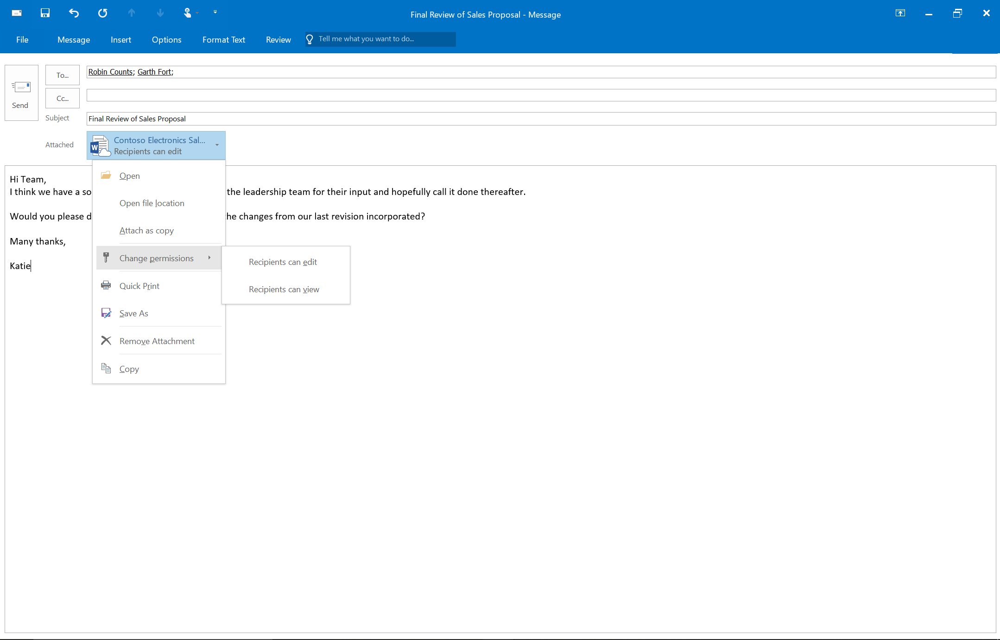 Final Review of Sales Proposal - Message
File Message Insert Options Format Text Review Tell me what you want to do...
To... Robin Counts; Garth Fort;
Cc...
Send
Subject Final Review of Sales Proposal
Attached Contoso Electronics Sal...
Recipients can edit
W
Hi Team,
I think we have a so the leadership team for their input and hopefully call it done thereafter.
Would you please d he changes from our last revision incorporated?
Many thanks,
Katie
Open
Open file location
Attach as copy
Change permissions
Quick Print
Save As
Remove Attachment
Copy
Recipients can edit
Recipients can view